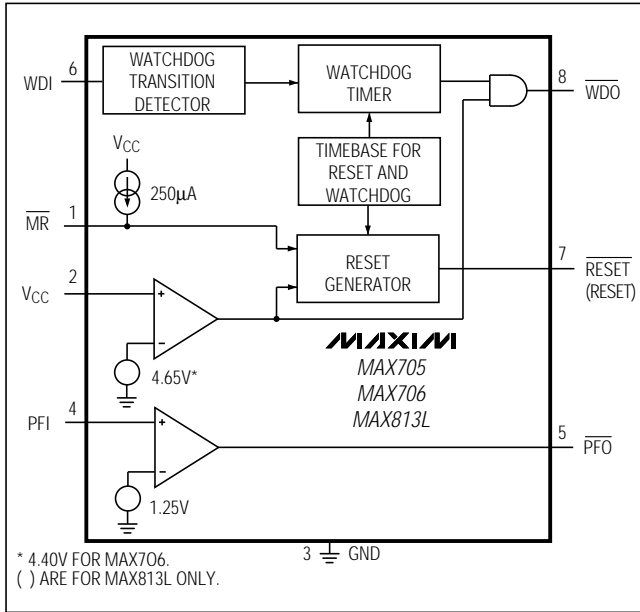 WATCHDOG
TRANSITION
DETECTOR
WATCHDOG
TIMER
6
WDI
8
WDO
VCC
250µA
TIMEBASE FOR
RESET AND
WATCHDOG
1
MR
7
RESET
(RESET)
RESET
GENERATOR
2
VCC
+
−
4.65V*
MAXIM
MAX705
MAX706
MAX813L
4
PFI
+
−
1.25V
5
PFO
3 GND
* 4.40V FOR MAX706.
( ) ARE FOR MAX813L ONLY.